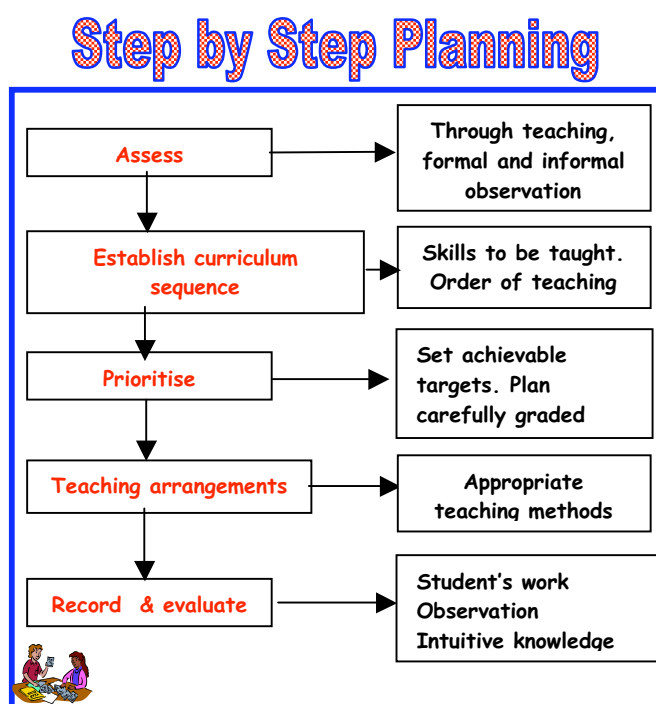 Step by Step Planning
Assess
Through teaching,
formal and informal
observation
Establish curriculum
sequence
Skills to be taught.
Order of teaching
Prioritise
Set achievable
targets. Plan
carefully graded
Teaching arrangements
Appropriate
teaching methods
Record & evaluate
Student's work
Observation
Intuitive knowledge